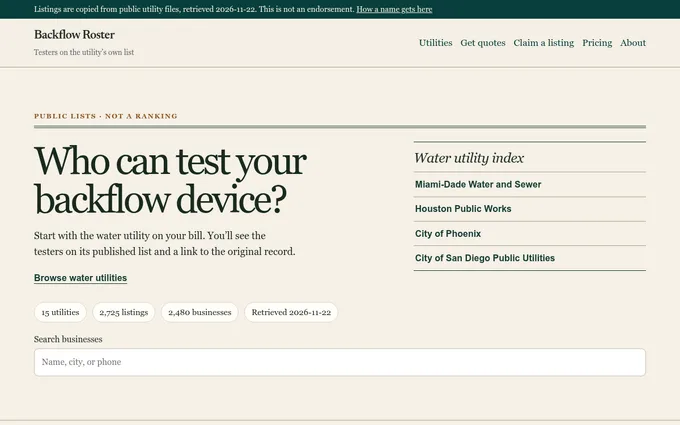 Listings are copied from public utility files, retrieved 2026-11-22. This is not an endorsement. How a name gets here
Backflow Roster
Testers on the utility's own list
Utilities
Get quotes
Claim a listing
Pricing
About
PUBLIC LISTS · NOT A RANKING
Who can test your
backflow device?
Start with the water utility on your bill. You'll see the
testers on its published list and a link to the original record.
Browse water utilities
Water utility index
Miami-Dade Water and Sewer
Houston Public Works
City of Phoenix
City of San Diego Public Utilities
15 utilities
2,725 listings
2,480 businesses
Retrieved 2026-11-22
Search businesses
Name, city, or phone